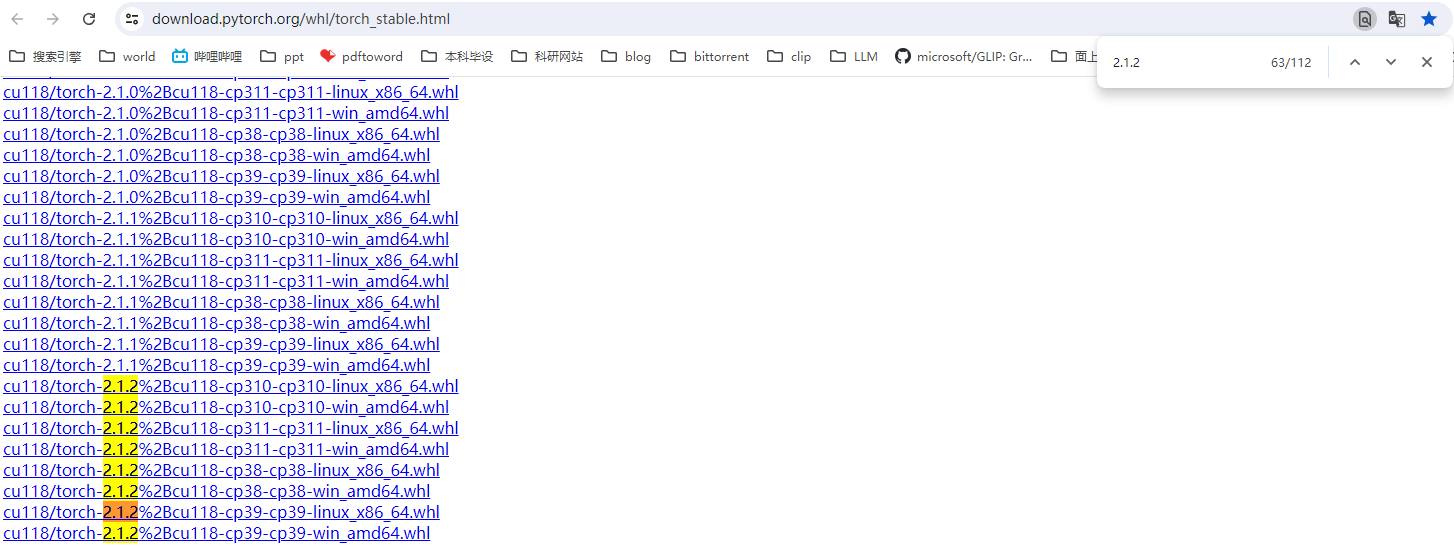 download.pytorch.org/whl/torch_stable.html
搜索引擎 world 哔哩哔哩 ppt pdftoword 本科毕设 科研网站 blog bittorrent clip LLM microsoft/GLIP: Gr... 面上
2.1.2 63/112
cu118/torch-2.1.0%2Bcu118-cp311-cp311-linux_x86_64.whl
cu118/torch-2.1.0%2Bcu118-cp311-cp311-win_amd64.whl
cu118/torch-2.1.0%2Bcu118-cp38-cp38-linux_x86_64.whl
cu118/torch-2.1.0%2Bcu118-cp38-cp38-win_amd64.whl
cu118/torch-2.1.0%2Bcu118-cp39-cp39-linux_x86_64.whl
cu118/torch-2.1.0%2Bcu118-cp39-cp39-win_amd64.whl
cu118/torch-2.1.1%2Bcu118-cp310-cp310-linux_x86_64.whl
cu118/torch-2.1.1%2Bcu118-cp310-cp310-win_amd64.whl
cu118/torch-2.1.1%2Bcu118-cp311-cp311-linux_x86_64.whl
cu118/torch-2.1.1%2Bcu118-cp311-cp311-win_amd64.whl
cu118/torch-2.1.1%2Bcu118-cp38-cp38-linux_x86_64.whl
cu118/torch-2.1.1%2Bcu118-cp38-cp38-win_amd64.whl
cu118/torch-2.1.1%2Bcu118-cp39-cp39-linux_x86_64.whl
cu118/torch-2.1.1%2Bcu118-cp39-cp39-win_amd64.whl
cu118/torch-2.1.2%2Bcu118-cp310-cp310-linux_x86_64.whl
cu118/torch-2.1.2%2Bcu118-cp310-cp310-win_amd64.whl
cu118/torch-2.1.2%2Bcu118-cp311-cp311-linux_x86_64.whl
cu118/torch-2.1.2%2Bcu118-cp311-cp311-win_amd64.whl
cu118/torch-2.1.2%2Bcu118-cp38-cp38-linux_x86_64.whl
cu118/torch-2.1.2%2Bcu118-cp38-cp38-win_amd64.whl
cu118/torch-2.1.2%2Bcu118-cp39-cp39-linux_x86_64.whl
cu118/torch-2.1.2%2Bcu118-cp39-cp39-win_amd64.whl